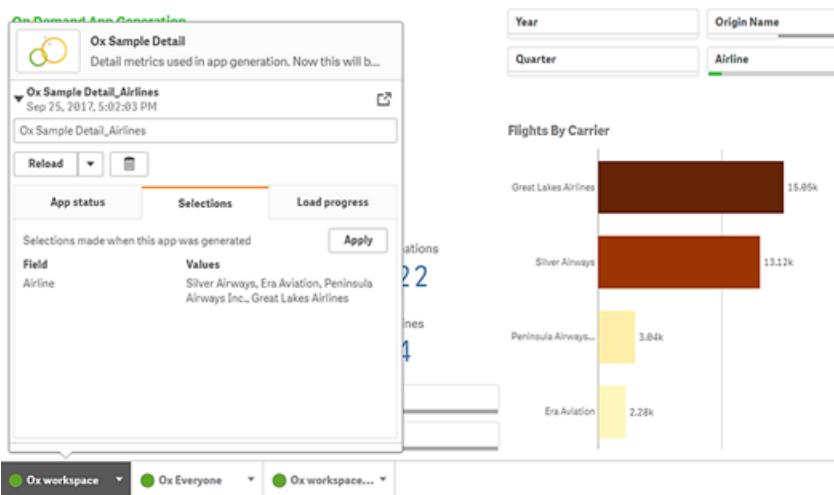 On Demand App Generation
Ox Sample Detail
Detail metrics used in app generation. Now this will b...
Ox Sample Detail_Airlines
Sep 25, 2017, 5:02:03 PM
Ox Sample Detail_Airlines
Reload
App status
Selections
Load progress
Selections made when this app was generated
Apply
Field
Values
Airline
Silver Airways, Era Aviation, Peninsula
Airways Inc., Great Lakes Airlines
ations
22
ines
4
Year
Origin Name
Quarter
Airline
Flights By Carrier
Great Lakes Airlines
15.05k
Silver Airways
13.12k
Peninsula Airways...
3.04k
Era Aviation
2.28k
Ox workspace
Ox Everyone
Ox workspace...